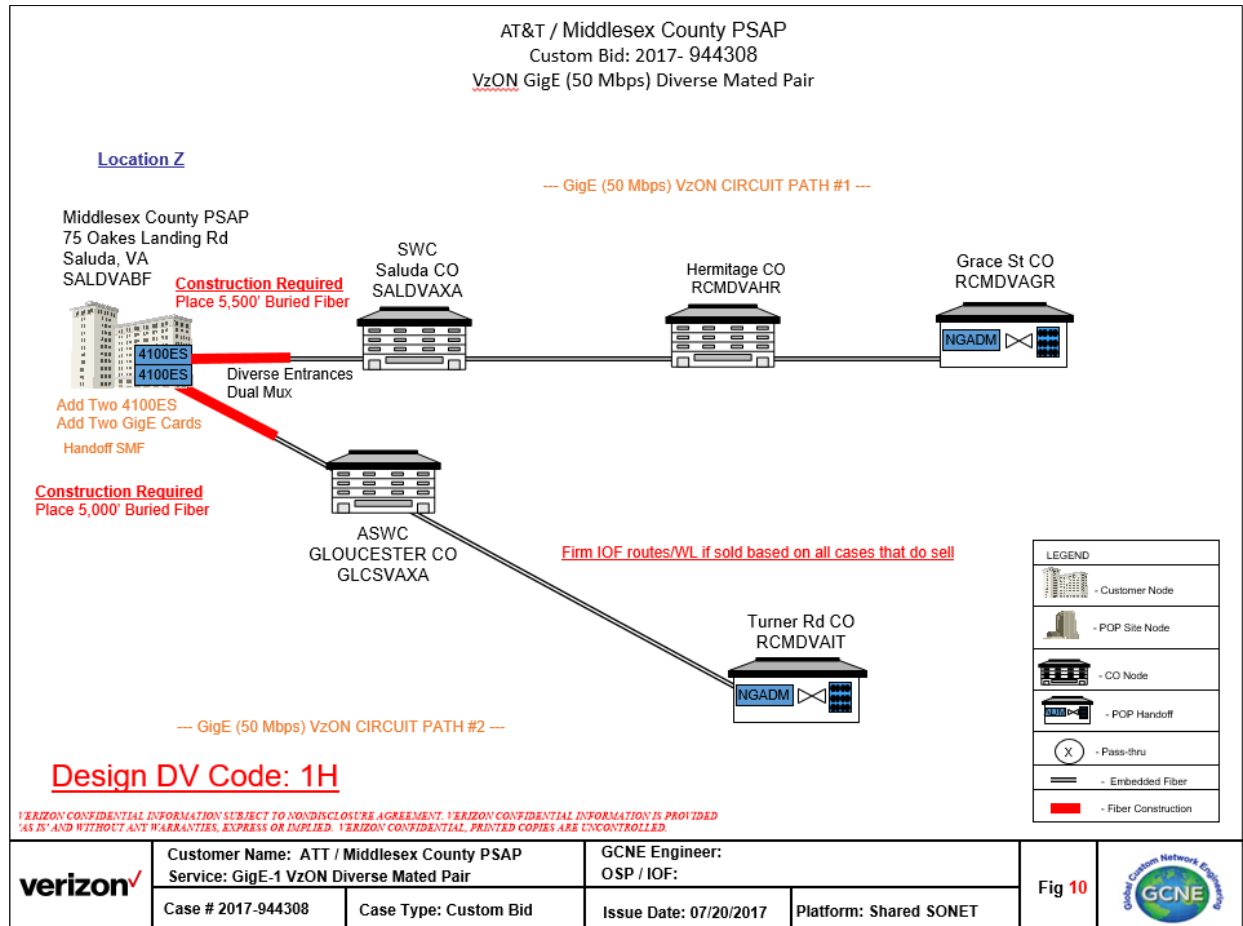 AT&T / Middlesex County PSAP
Custom Bid: 2017- 944308
VzON GigE (50 Mbps) Diverse Mated Pair
Location Z
--- GigE (50 Mbps) VzON CIRCUIT PATH #1 ---
Middlesex County PSAP
75 Oakes Landing Rd
Saluda, VA
SALDVABF
Construction Required
Place 5,500' Buried Fiber
SWC
Saluda CO
SALDVAXA
Hermitage CO
RCMDVAHR
Grace St CO
RCMDVAGR
NGADM
4100ES
4100ES
Diverse Entrances
Dual Mux
Add Two 4100ES
Add Two GigE Cards
Handoff SMF
Construction Required
Place 5,000' Buried Fiber
ASWC
GLOUCESTER CO
GLCSVAXA
Firm IOF routes/WL if sold based on all cases that do sell
Turner Rd CO
RCMDVAIT
NGADM
--- GigE (50 Mbps) VzON CIRCUIT PATH #2 ---
LEGEND
- Customer Node
- POP Site Node
- CO Node
- POP Handoff
X
- Pass-thru
- Embedded Fiber
- Fiber Construction
Design DV Code: 1H
VERIZON CONFIDENTIAL INFORMATION SUBJECT TO NONDISCLOSURE AGREEMENT. VERIZON CONFIDENTIAL INFORMATION IS PROVIDED
'AS IS' AND WITHOUT ANY WARRANTIES, EXPRESS OR IMPLIED. VERIZON CONFIDENTIAL, PRINTED COPIES ARE UNCONTROLLED.
verizon
Customer Name: ATT / Middlesex County PSAP
Service: GigE-1 VzON Diverse Mated Pair
GCNE Engineer:
OSP / IOF:
Case # 2017-944308
Case Type: Custom Bid
Issue Date: 07/20/2017
Platform: Shared SONET
Fig 10
Global Custom Network Engineering
GCNE